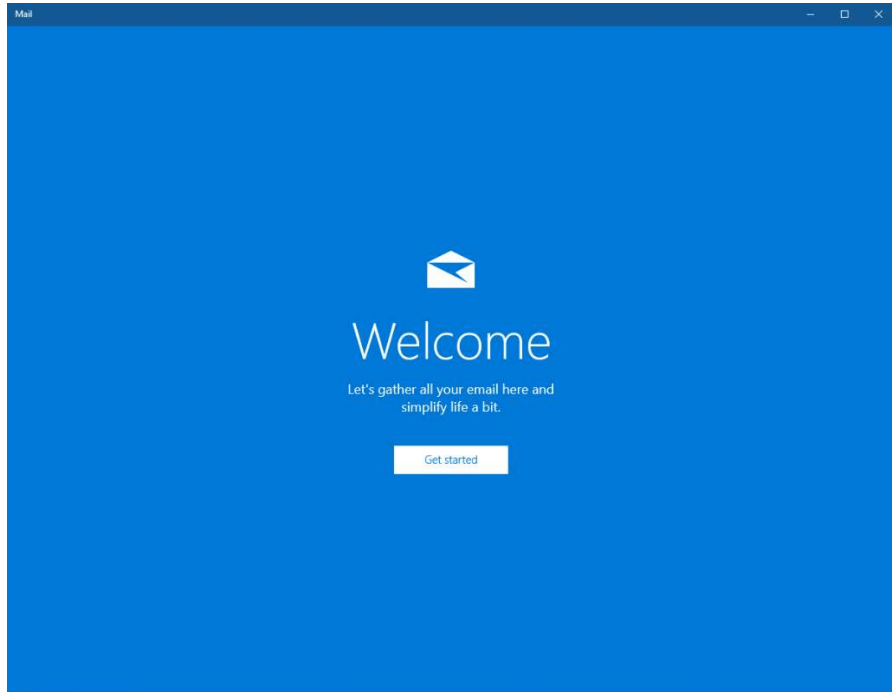 Mail
Welcome
Let's gather all your email here and
simplify life a bit.
Get started